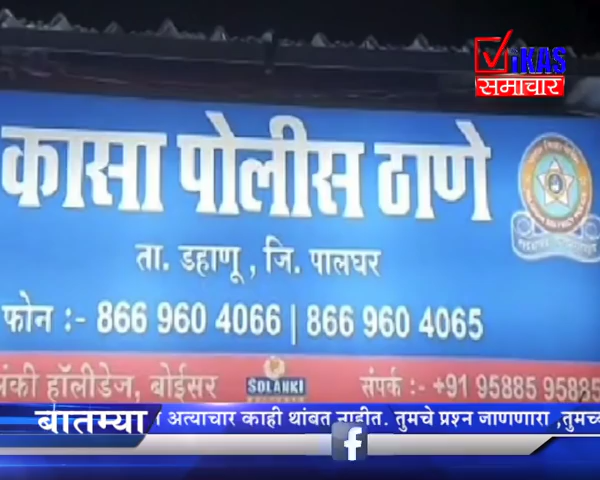 ViKAS
समाचार
कासा पोलीस ठाणे
ता. डहाणू , जि. पालघर
फोन :- 866 960 4066 | 866 960 4065
हॉलीडेज, बोईसर SOLANKI संपर्क :- +91 95885 95885
बातम्या अत्याचार काही थांबत नाहीत. तुमचे प्रश्न जाणणारा ,
f